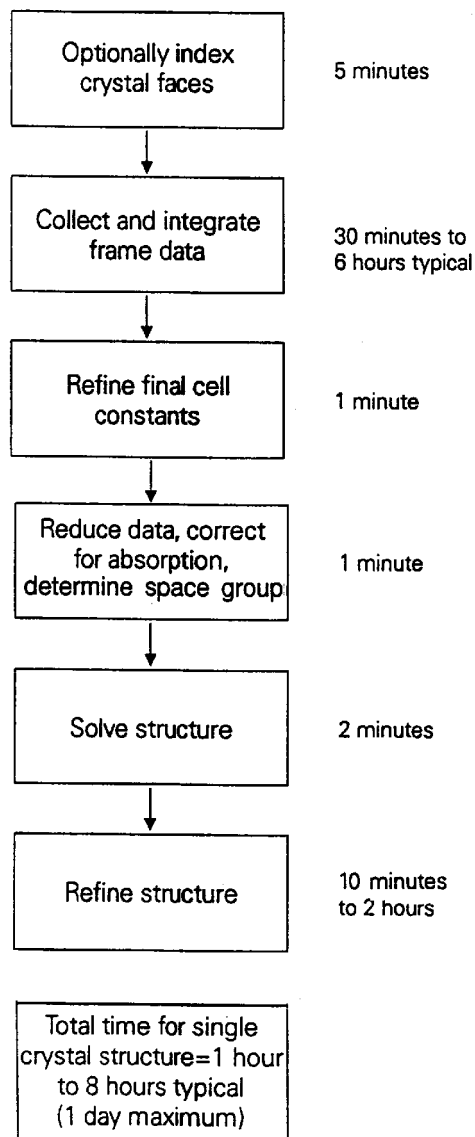 Optionally index
crystal faces
5 minutes
Collect and integrate
frame data
30 minutes to
6 hours typical
Refine final cell
constants
1 minute
Reduce data, correct
for absorption,
determine space group
1 minute
Solve structure
2 minutes
Refine structure
10 minutes
to 2 hours
Total time for single
crystal structure=1 hour
to 8 hours typical
(1 day maximum)